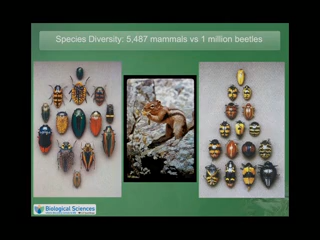 Species Diversity: 5,487 mammals vs 1 million beetles
Biological Sciences